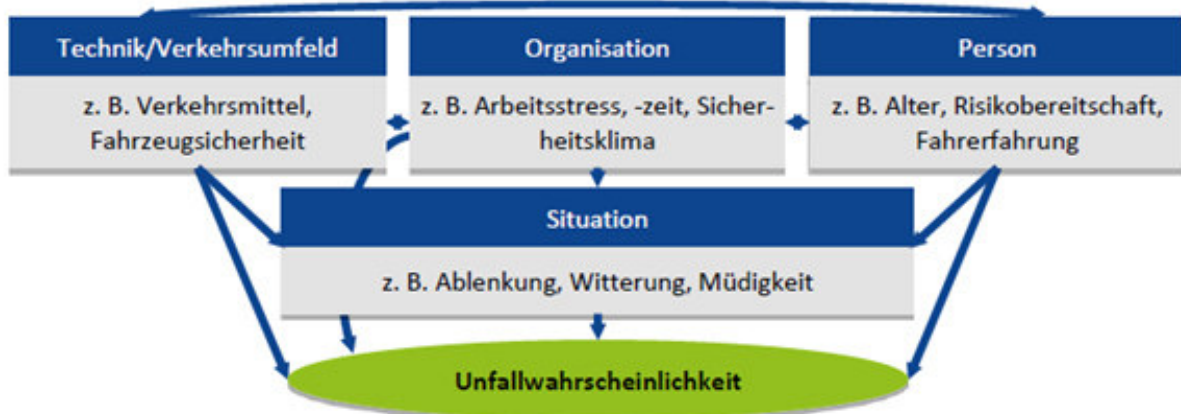 Technik/Verkehrsumfeld
z. B. Verkehrsmittel,
Fahrzeugsicherheit
Organisation
z. B. Arbeitsstress, -zeit, Sicher-
heitsklima
Person
z. B. Alter, Risikobereitschaft,
Fahrerfahrung
Situation
z. B. Ablenkung, Witterung, Müdigkeit
Unfallwahrscheinlichkeit